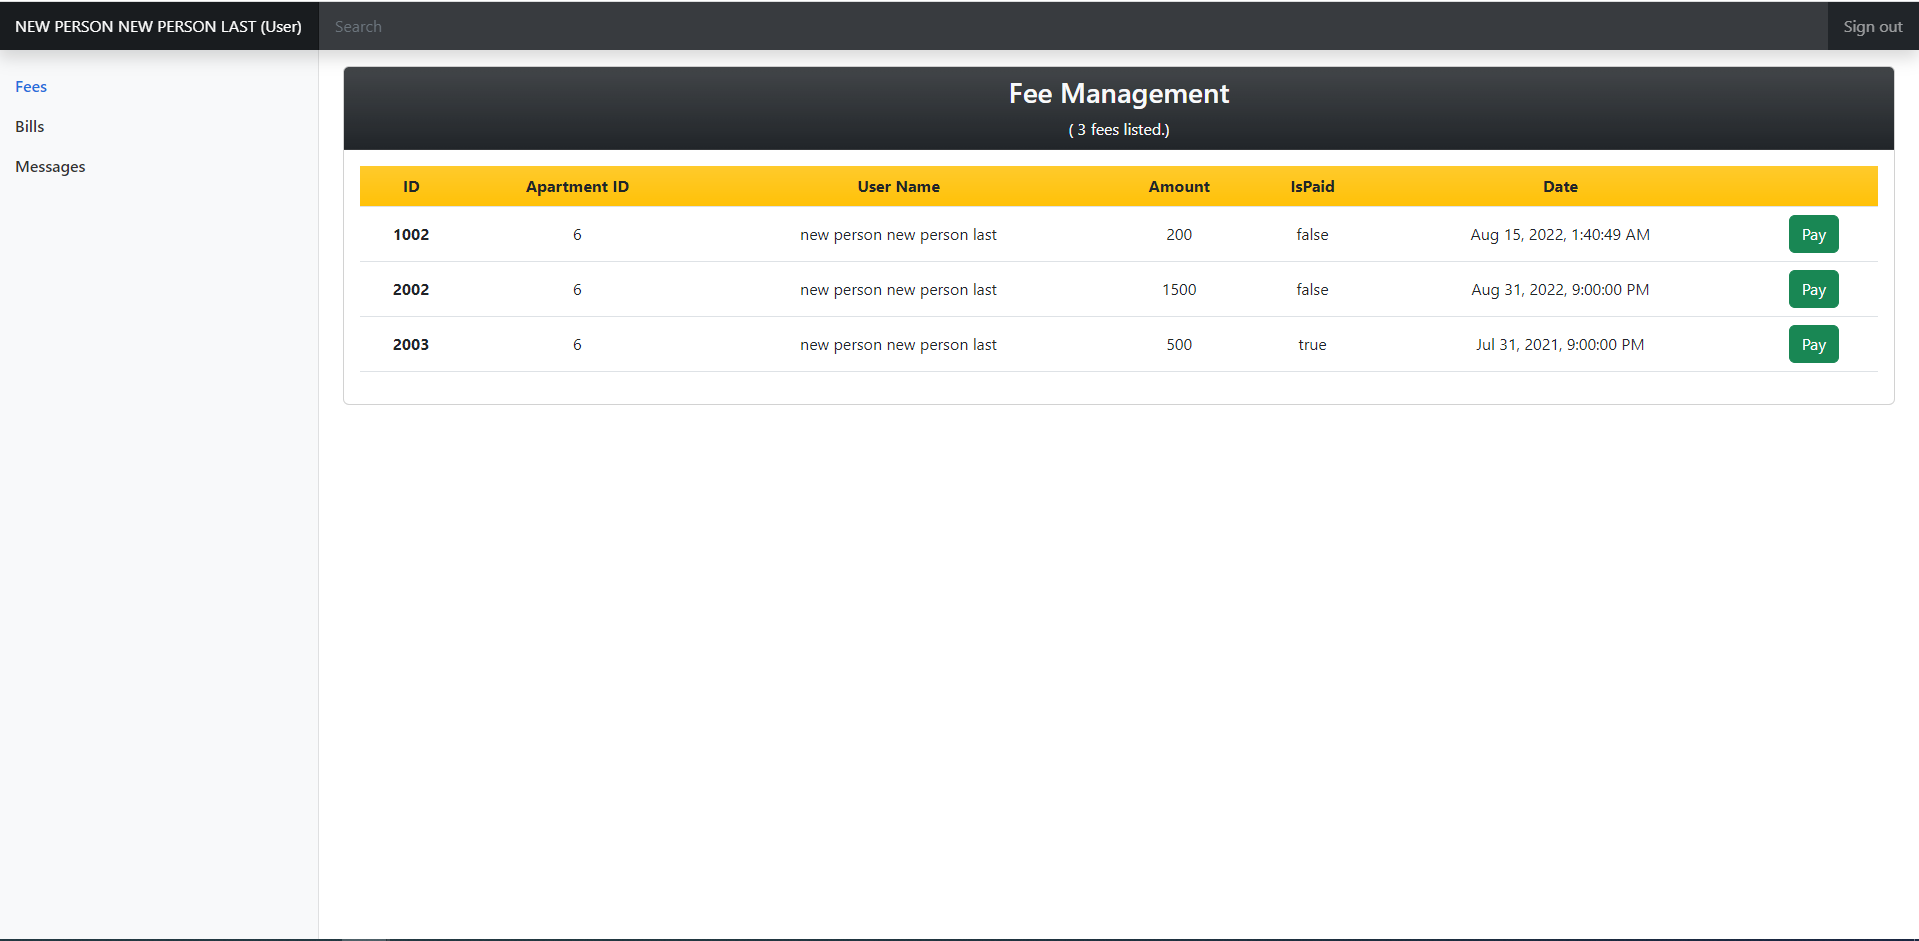 NEW PERSON NEW PERSON LAST (User) Search Sign out
Fees
Bills
Messages
Fee Management
( 3 fees listed.)
ID Apartment ID User Name Amount IsPaid Date
1002 6 new person new person last 200 false Aug 15, 2022, 1:40:49 AM Pay
2002 6 new person new person last 1500 false Aug 31, 2022, 9:00:00 PM Pay
2003 6 new person new person last 500 true Jul 31, 2021, 9:00:00 PM Pay